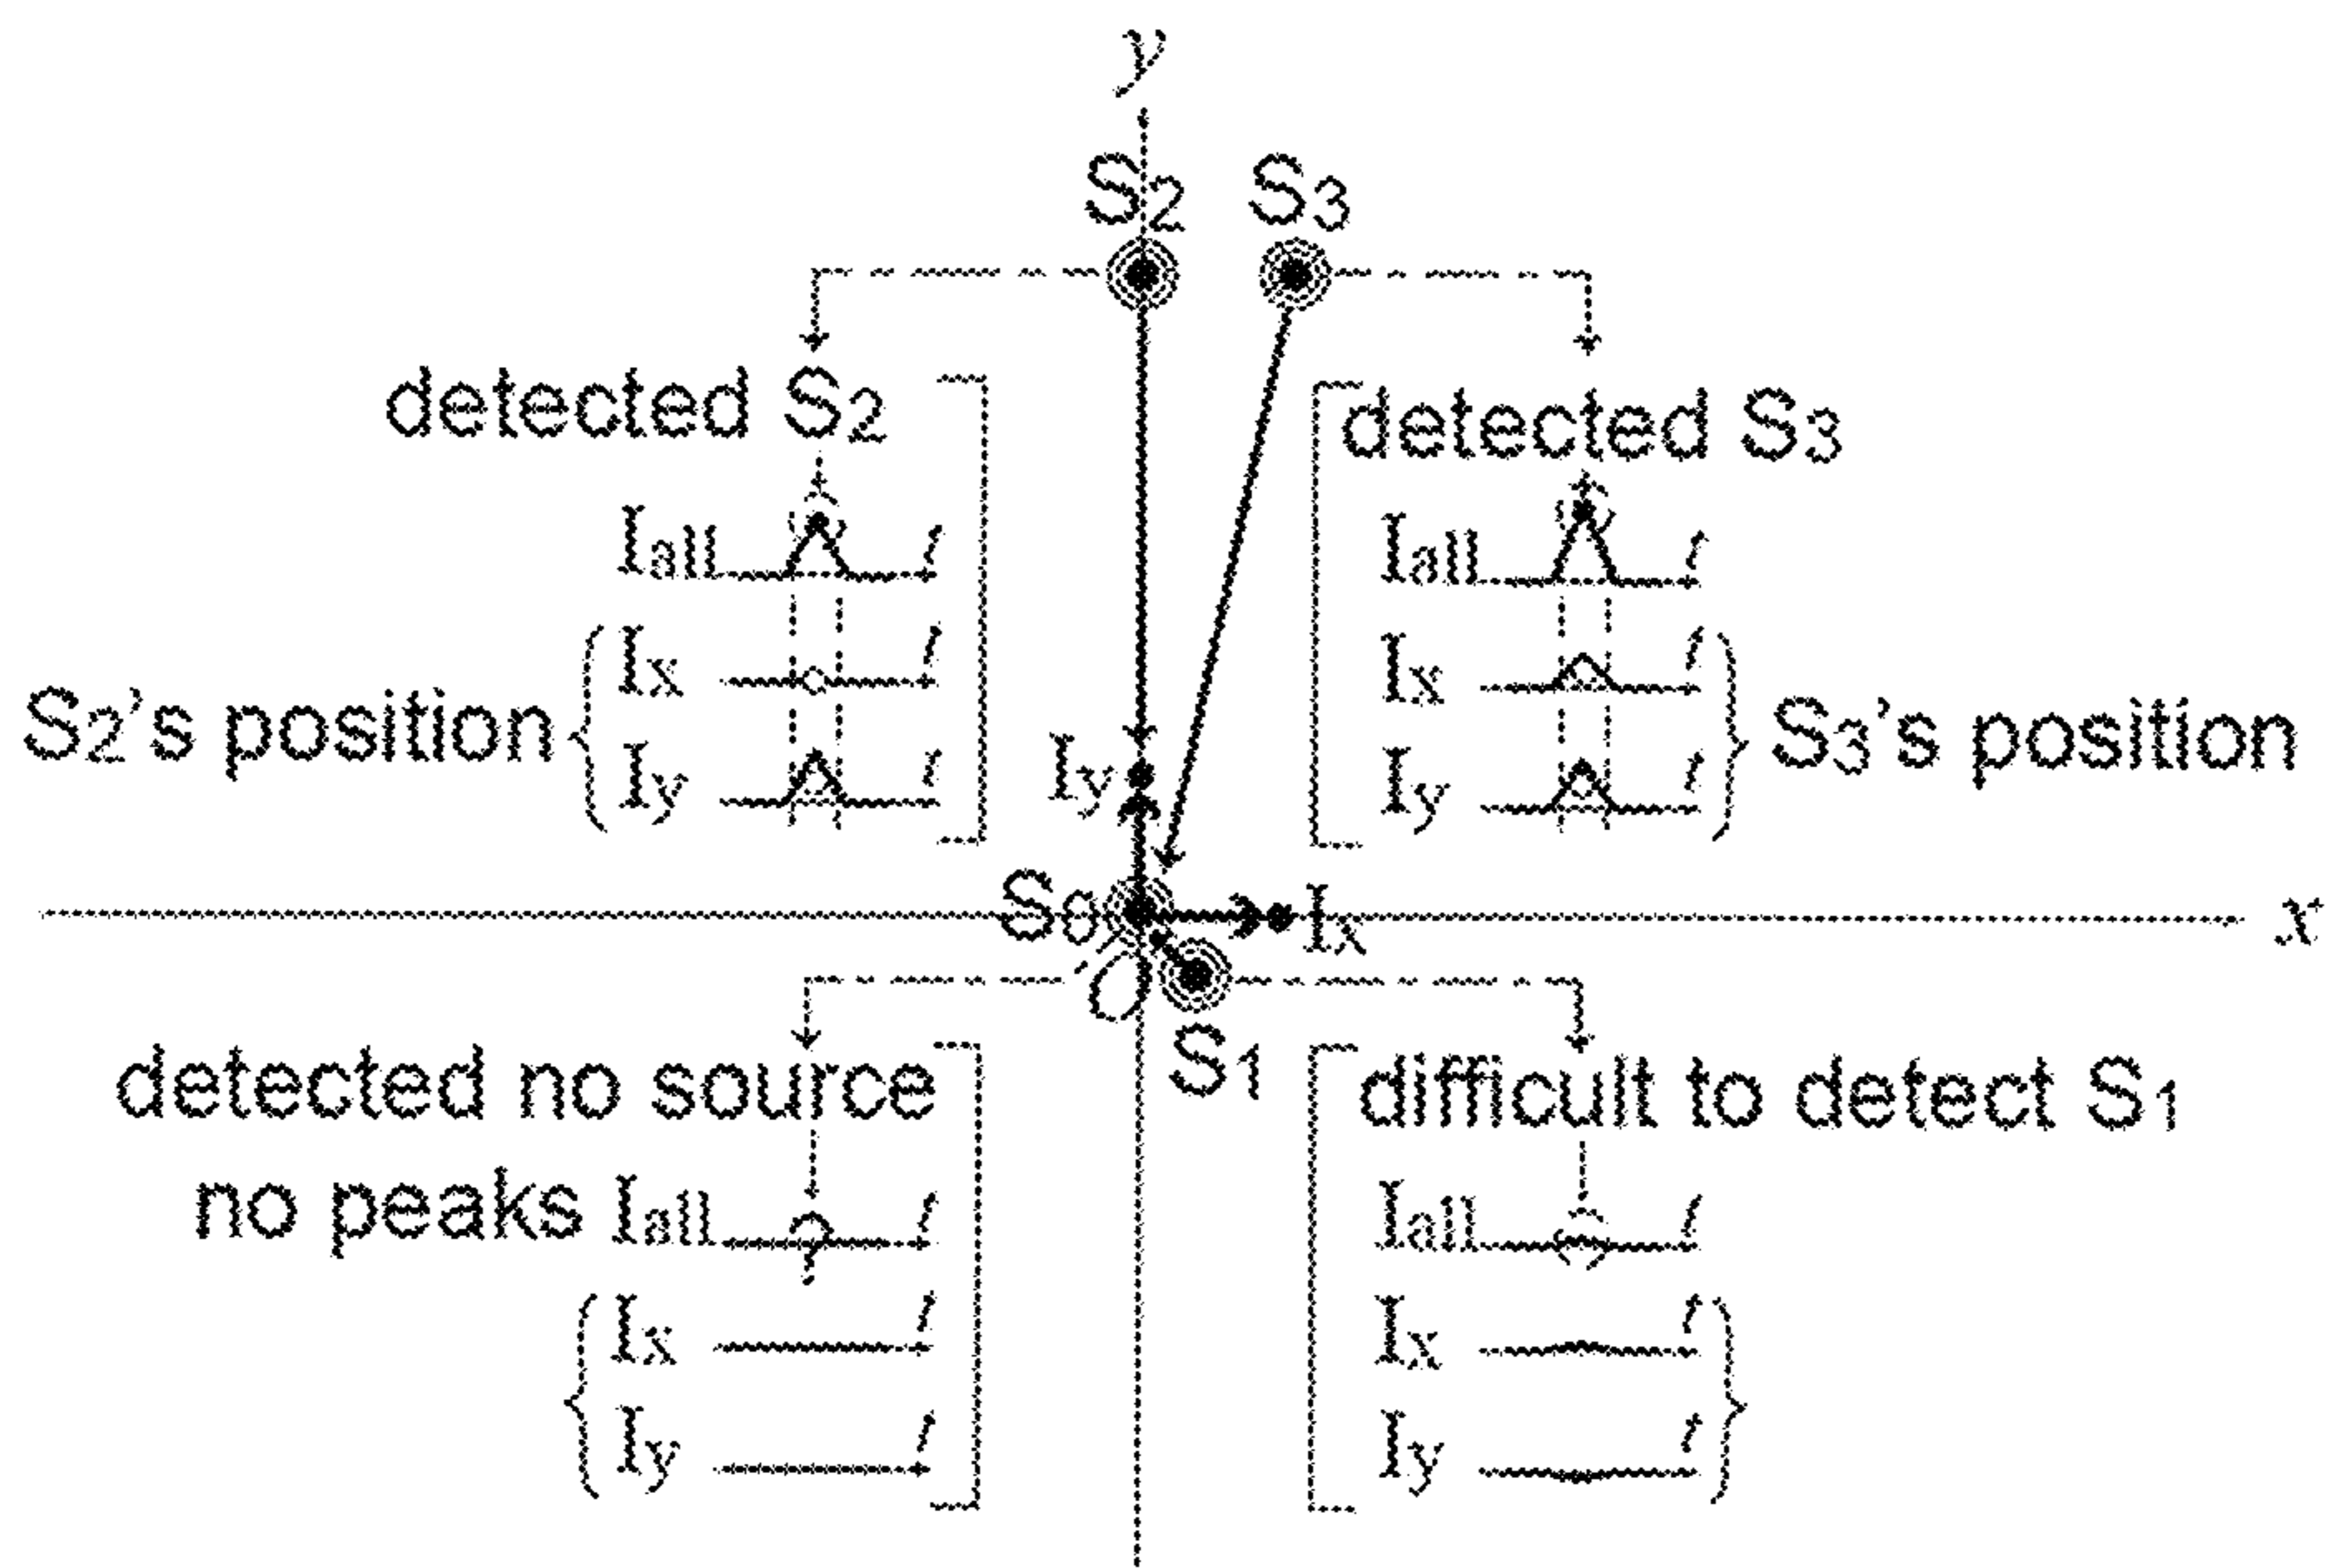 y
S2 S3
detected S2
Iall f
Ix f
Iy f
S2's position
detected S3
Iall f
Ix f
Iy f
S3's position
Iy
S0 Ix x
O
S1
detected no source
no peaks Iall f
?
Ix f
Iy f
difficult to detect S1
Iall f
Ix f
Iy f